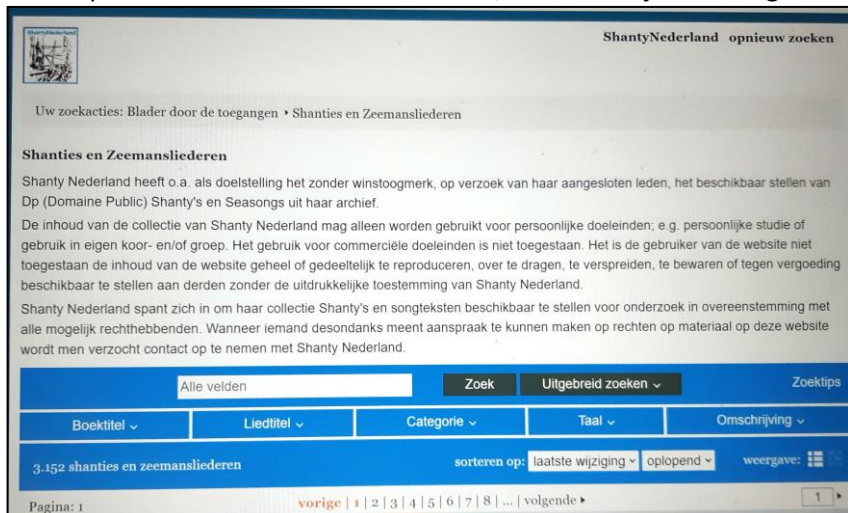 ShantyNederland
ShantyNederland opnieuw zoeken
Uw zoekacties: Blader door de toegangen ▸ Shanties en Zeemansliederen
Shanties en Zeemansliederen
Shanty Nederland heeft o.a. als doelstelling het zonder winstoogmerk, op verzoek van haar aangesloten leden, het beschikbaar stellen van
Dp (Domaine Public) Shanty's en Seasongs uit haar archief.
De inhoud van de collectie van Shanty Nederland mag alleen worden gebruikt voor persoonlijke doeleinden; e.g. persoonlijke studie of
gebruik in eigen koor- en/of groep. Het gebruik voor commerciële doeleinden is niet toegestaan. Het is de gebruiker van de website niet
toegestaan de inhoud van de website geheel of gedeeltelijk te reproduceren, over te dragen, te verspreiden, te bewaren of tegen vergoeding
beschikbaar te stellen aan derden zonder de uitdrukkelijke toestemming van Shanty Nederland.
Shanty Nederland spant zich in om haar collectie Shanty's en songteksten beschikbaar te stellen voor onderzoek in overeenstemming met
alle mogelijk rechthebbenden. Wanneer iemand desondanks meent aanspraak te kunnen maken op rechten op materiaal op deze website
wordt men verzocht contact op te nemen met Shanty Nederland.
Alle velden Zoek Uitgebreid zoeken Zoektips
Boektitel Liedtitel Categorie Taal Omschrijving
3.152 shanties en zeemansliederen sorteren op: laatste wijziging oplopend weergave:
Pagina: 1 vorige | 1 | 2 | 3 | 4 | 5 | 6 | 7 | 8 | ... | volgende ▸ 1